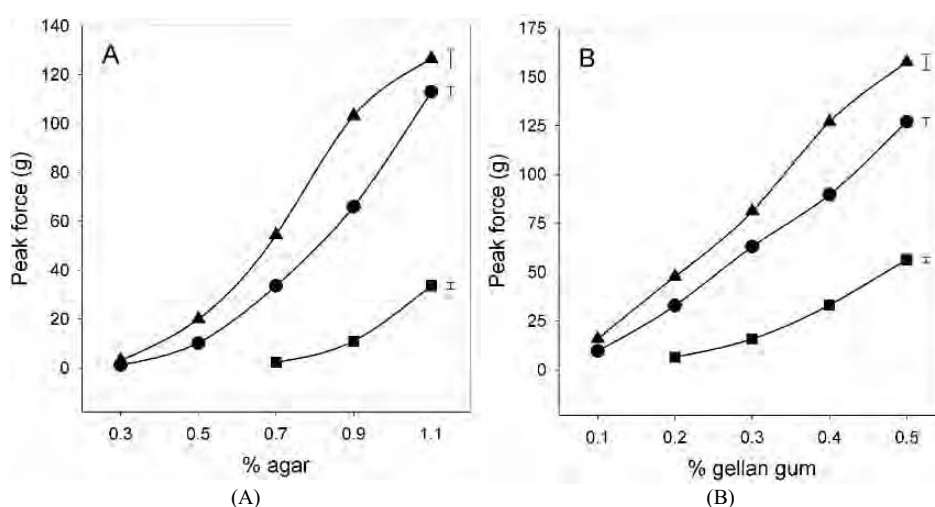 A
Peak force (g)
140
120
100
80
60
40
20
0
0.3 0.5 0.7 0.9 1.1
% agar
(A)
B
Peak force (g)
175
150
125
100
75
50
25
0
0.1 0.2 0.3 0.4 0.5
% gellan gum
(B)